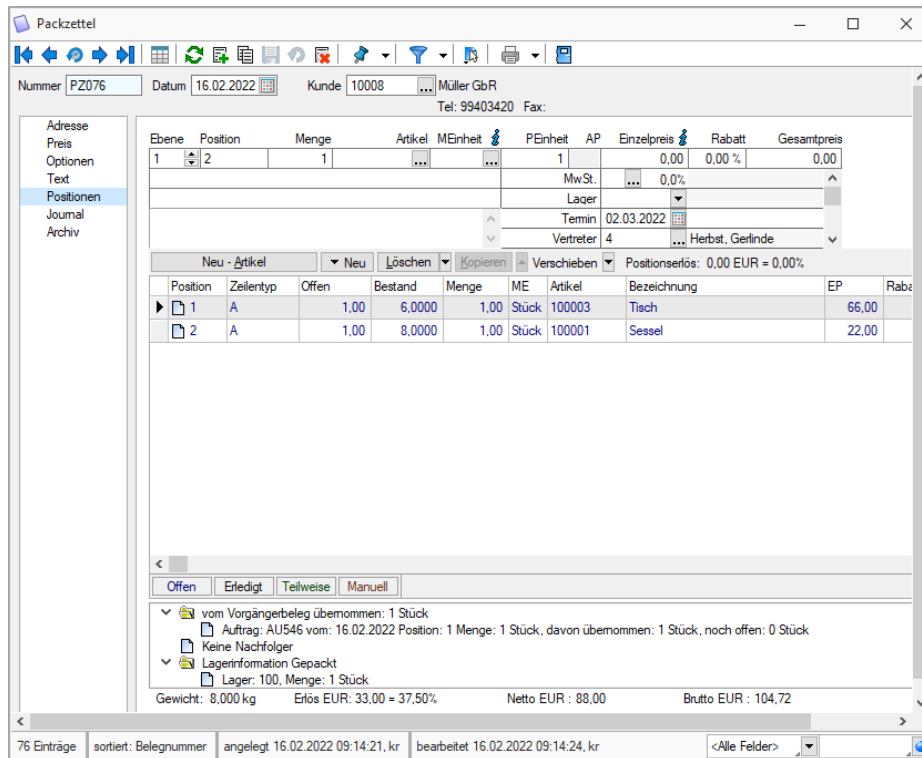 Packzettel
Nummer PZ076 Datum 16.02.2022 Kunde 10008 ... Müller GbR
Tel: 99403420 Fax:
Adresse
Preis
Optionen
Text
Positionen
Journal
Archiv
Ebene Position Menge Artikel MEinheit PEinheit AP Einzelpreis Rabatt Gesamtpreis
1 2 1 ... ... 1 0,00 0,00 % 0,00
MwSt. ... 0,0%
Lager
Termin 02.03.2022
Vertreter 4 ... Herbst, Gerlinde
Neu - Artikel Neu Löschen Kopieren Verschieben Positionserlös: 0,00 EUR = 0,00%
Position Zeilentyp Offen Bestand Menge ME Artikel Bezeichnung EP Raba
1 A 1,00 6,0000 1,00 Stück 100003 Tisch 66,00
2 A 1,00 8,0000 1,00 Stück 100001 Sessel 22,00
Offen Erledigt Teilweise Manuell
vom Vorgängerbeleg übernommen: 1 Stück
Auftrag: AU546 vom: 16.02.2022 Position: 1 Menge: 1 Stück, davon übernommen: 1 Stück, noch offen: 0 Stück
Keine Nachfolger
Lagerinformation Gepackt
Lager: 100, Menge: 1 Stück
Gewicht: 8,000 kg Erlös EUR: 33,00 = 37,50% Netto EUR : 88,00 Brutto EUR : 104,72
76 Einträge sortiert: Belegnummer angelegt 16.02.2022 09:14:21, kr bearbeitet 16.02.2022 09:14:24, kr <Alle Felder>